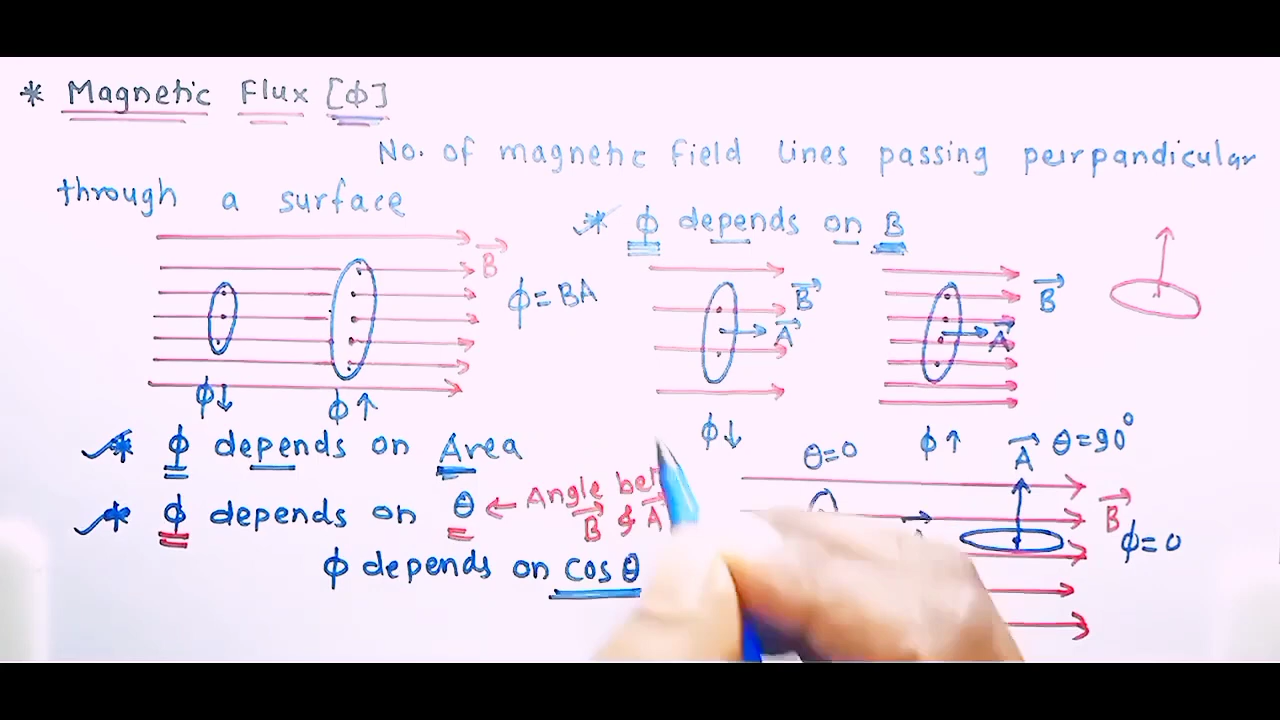 * Magnetic Flux [ϕ]
No. of magnetic field lines passing perpandicular
through a surface
* ϕ depends on B
B
ϕ = BA
B
A
B
A
ϕ↓
ϕ↑
ϕ↓
ϕ↑
* ϕ depends on Area
θ=0
A
θ=90°
* ϕ depends on θ ← Angle bet
B & A
B
ϕ=0
ϕ depends on cos θ